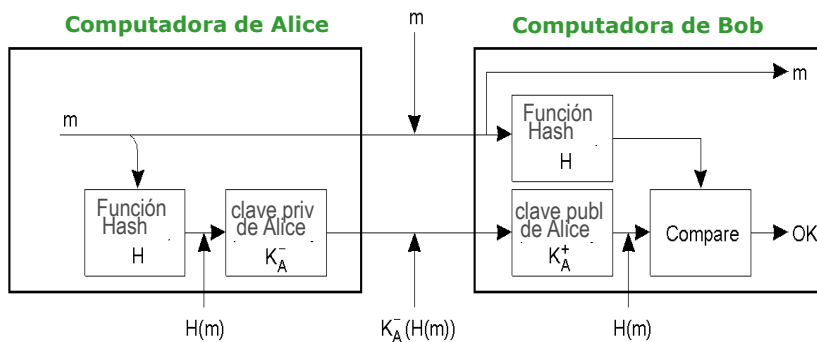 Computadora de Alice
m
Computadora de Bob
m
m
Función
Hash
H
Función
Hash
H
clave priv
de Alice
K_A^-
clave publ
de Alice
K_A^+
Compare
OK
H(m)
K_A^-(H(m))
H(m)